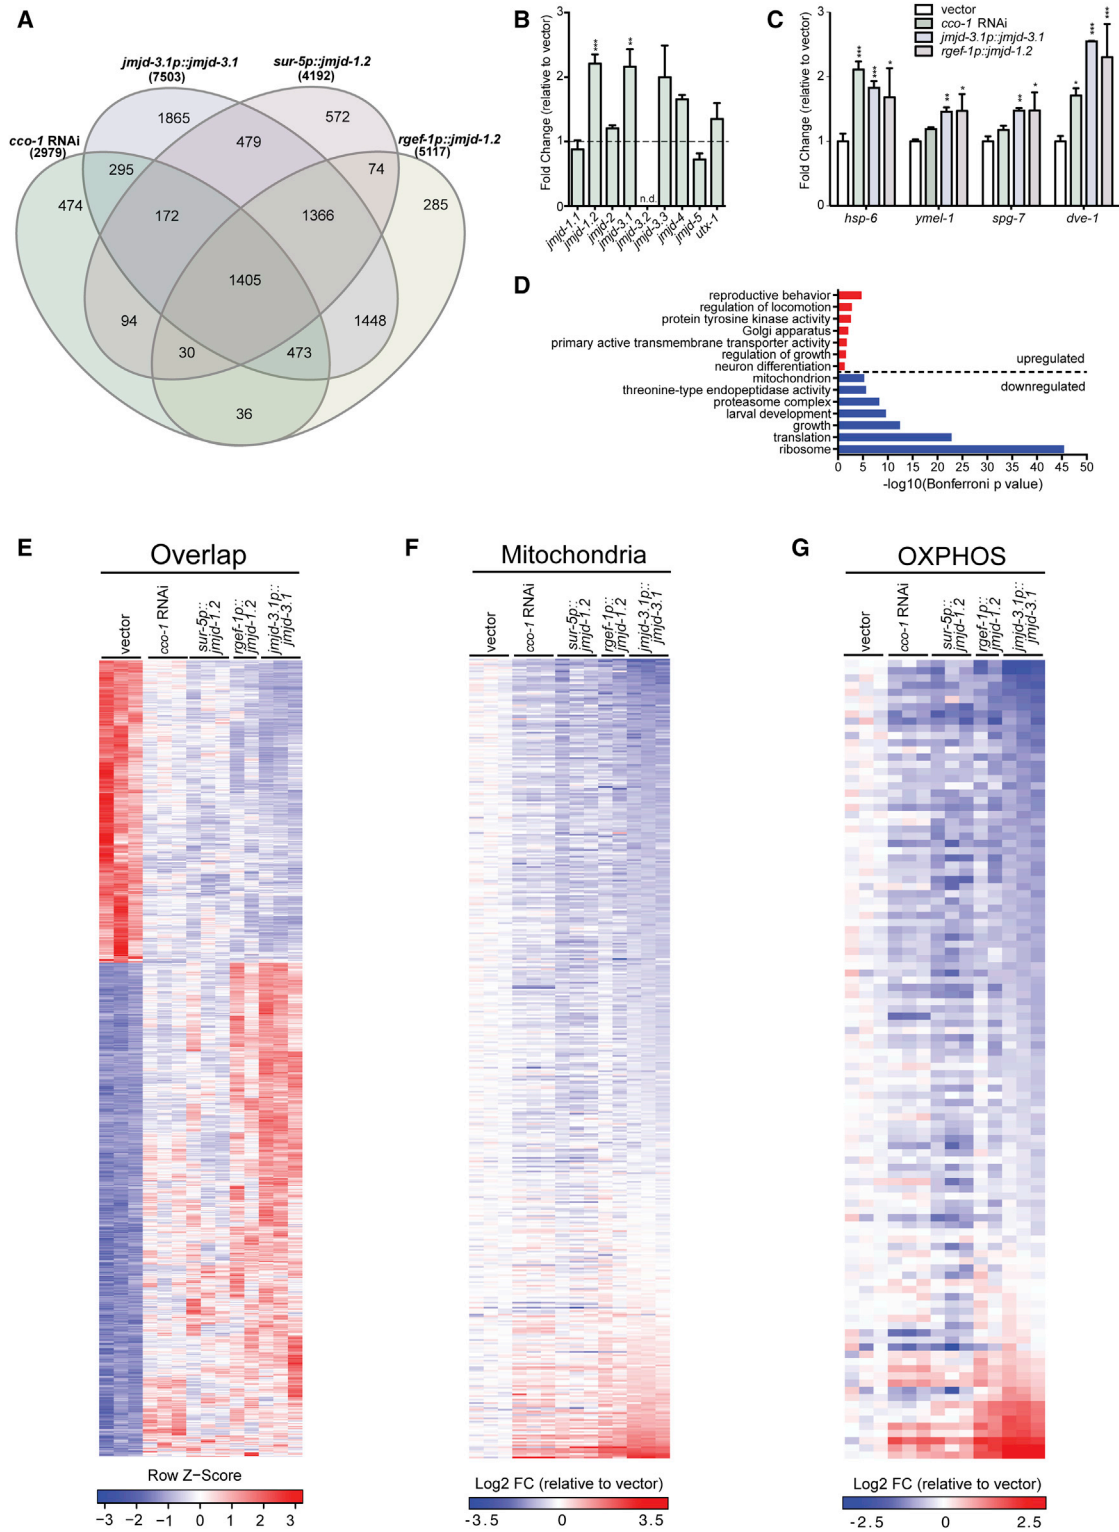 A
jmjd-3.1p::jmjd-3.1
(7503)
sur-5p::jmjd-1.2
(4192)
cco-1 RNAi
(2979)
rgef-1p::jmjd-1.2
(5117)
1865
572
479
295
74
474
172
1366
285
1405
94
1448
30
473
36
B
Fold Change (relative to vector)
3
2
1
0
***
**
n.d.
jmjd-1.1
jmjd-1.2
jmjd-2
jmjd-3.1
jmjd-3.2
jmjd-3.3
jmjd-4
jmjd-5
utx-1
C
vector
cco-1 RNAi
jmjd-3.1p::jmjd-3.1
rgef-1p::jmjd-1.2
Fold Change (relative to vector)
3
2
1
0
***
***
*
**
*
**
*
*
***
***
hsp-6
ymel-1
spg-7
dve-1
D
reproductive behavior
regulation of locomotion
protein tyrosine kinase activity
Golgi apparatus
primary active transmembrane transporter activity
regulation of growth
neuron differentiation
mitochondrion
threonine-type endopeptidase activity
proteasome complex
larval development
growth
translation
ribosome
upregulated
downregulated
0 5 10 15 20 25 30 35 40 45 50
-log10(Bonferroni p value)
E
Overlap
vector
cco-1 RNAi
sur-5p::
jmjd-1.2
rgef-1p::
jmjd-1.2
jmjd-3.1p::
jmjd-3.1
Row Z−Score
−3 −2 −1 0 1 2 3
F
Mitochondria
vector
cco-1 RNAi
sur-5p::
jmjd-1.2
rgef-1p::
jmjd-1.2
jmjd-3.1p::
jmjd-3.1
Log2 FC (relative to vector)
-3.5 0 3.5
G
OXPHOS
vector
cco-1 RNAi
sur-5p::
jmjd-1.2
rgef-1p::
jmjd-1.2
jmjd-3.1p::
jmjd-3.1
Log2 FC (relative to vector)
-2.5 0 2.5